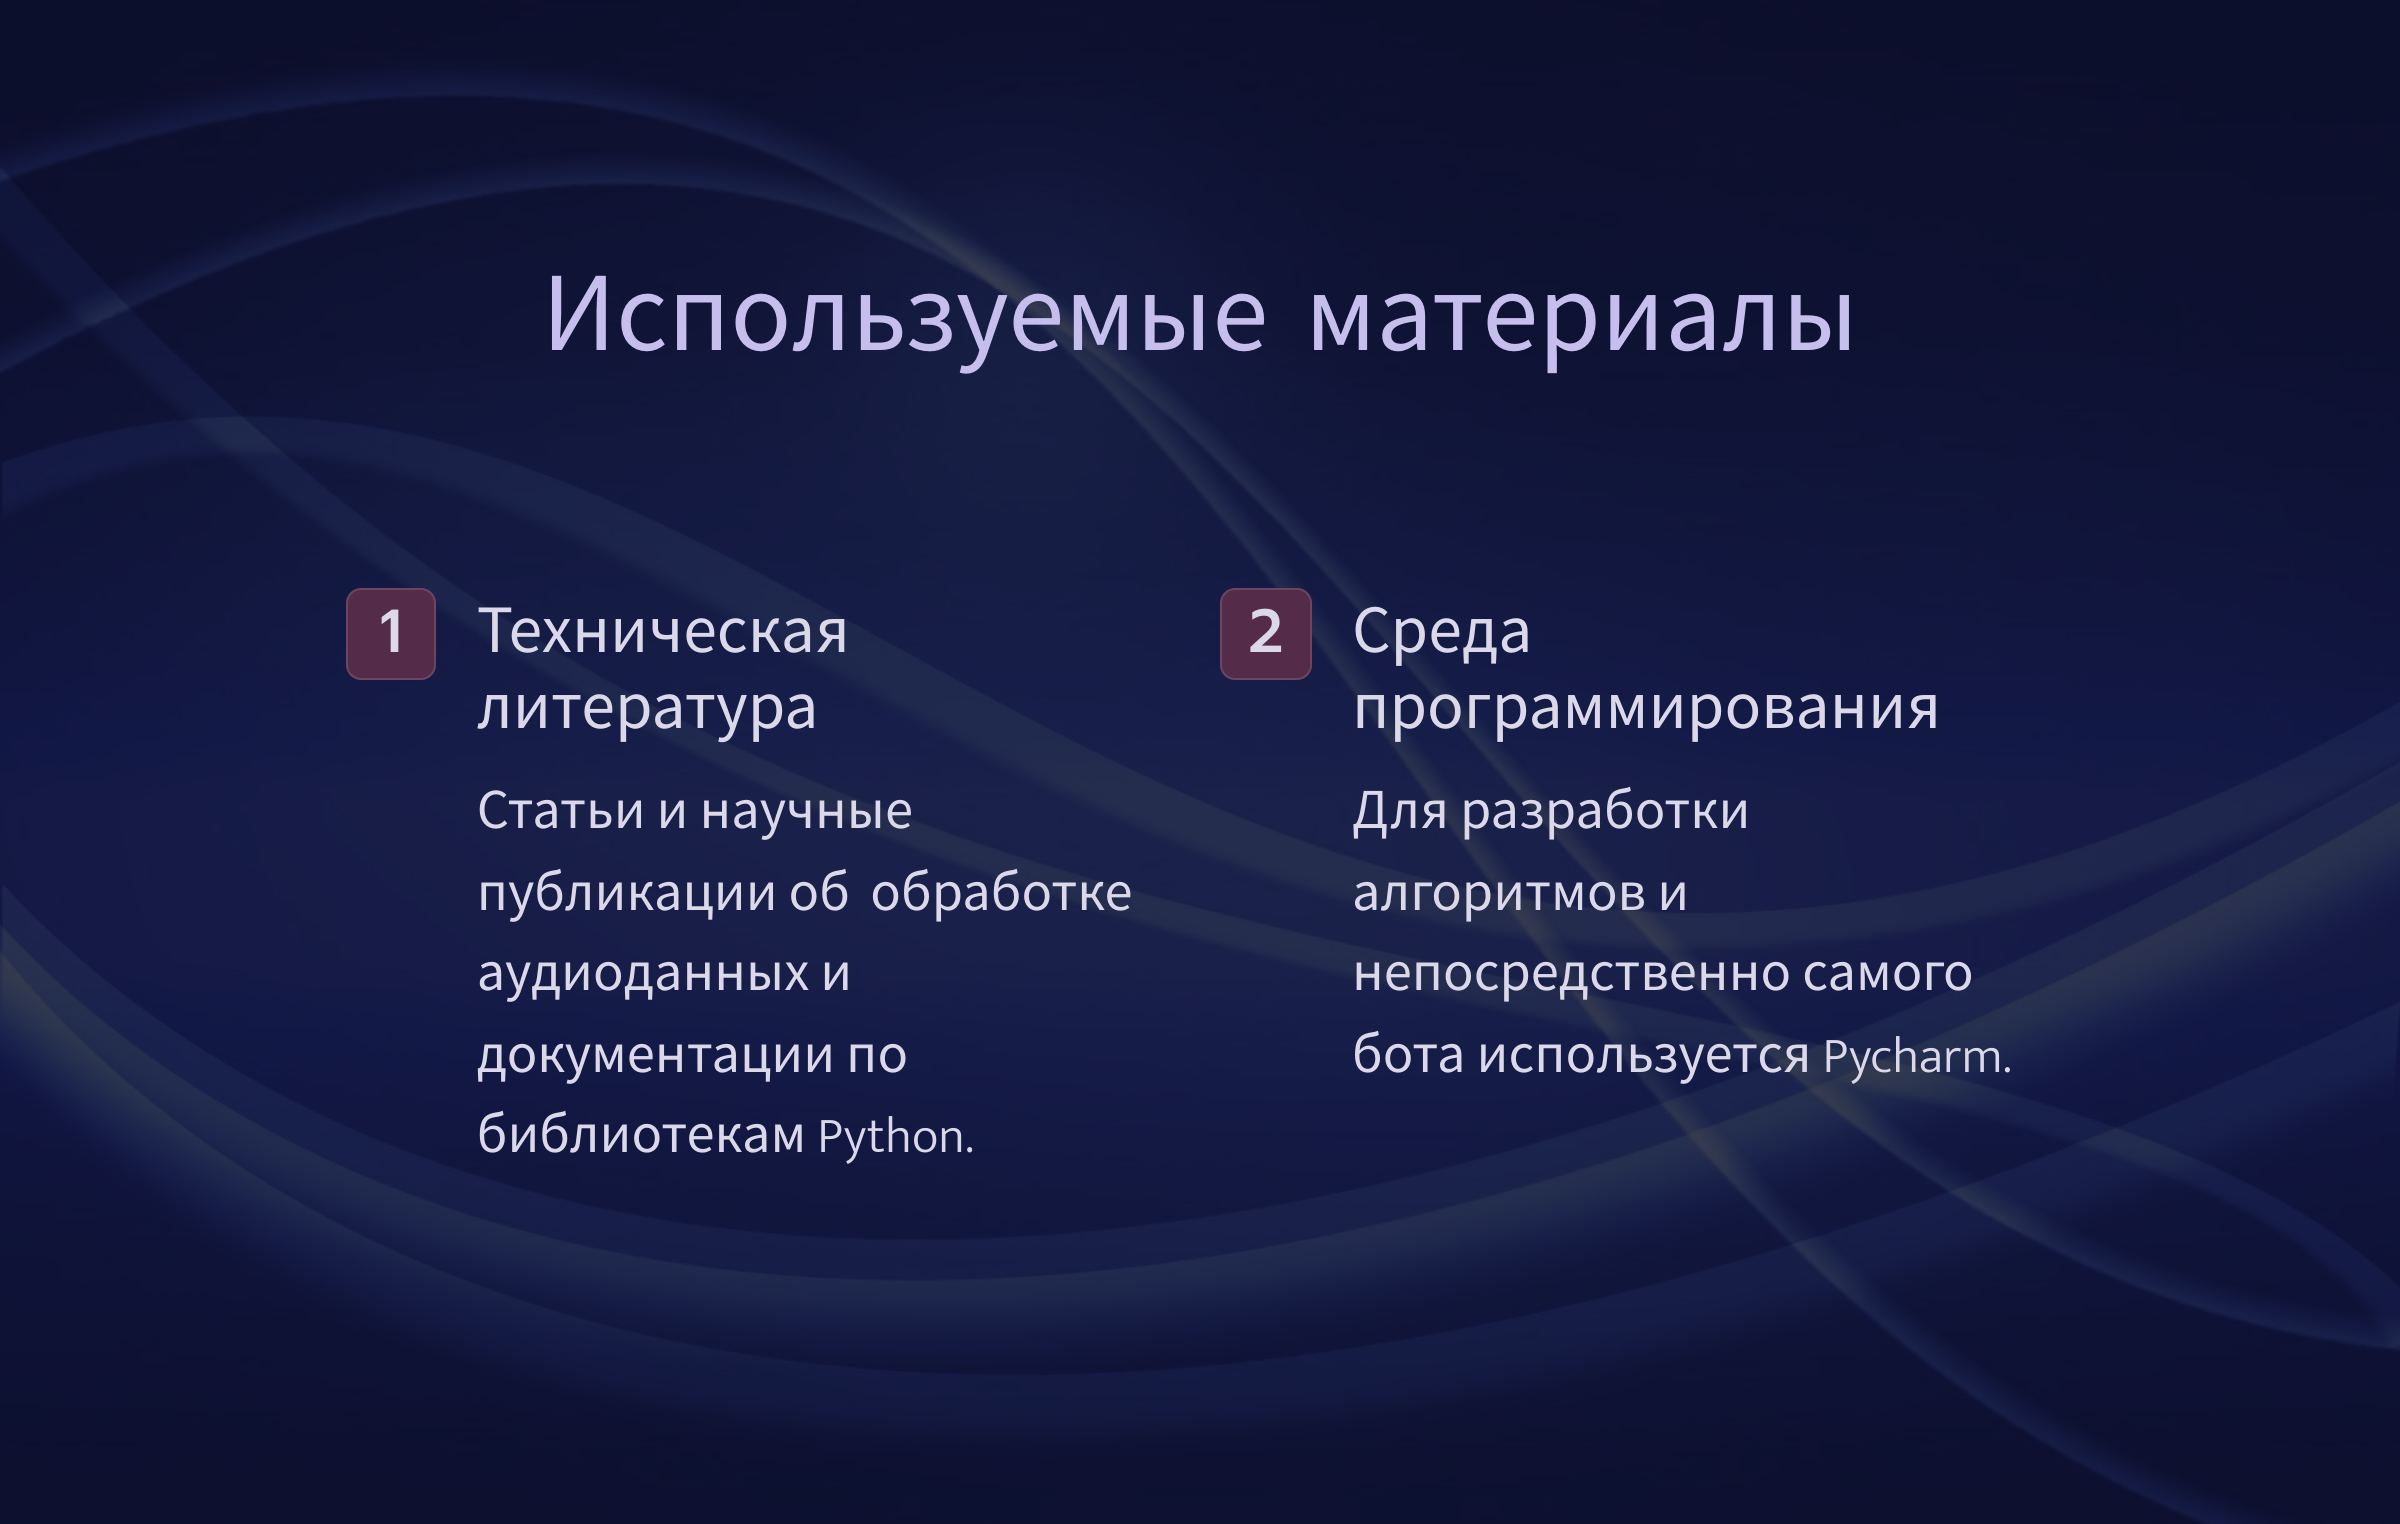 Используемые материалы
1
Техническая
литература
Статьи и научные
публикации об  обработке
аудиоданных и
документации по
библиотекам Python.
2
Среда
программирования
Для разработки
алгоритмов и
непосредственно самого
бота используется Pycharm.